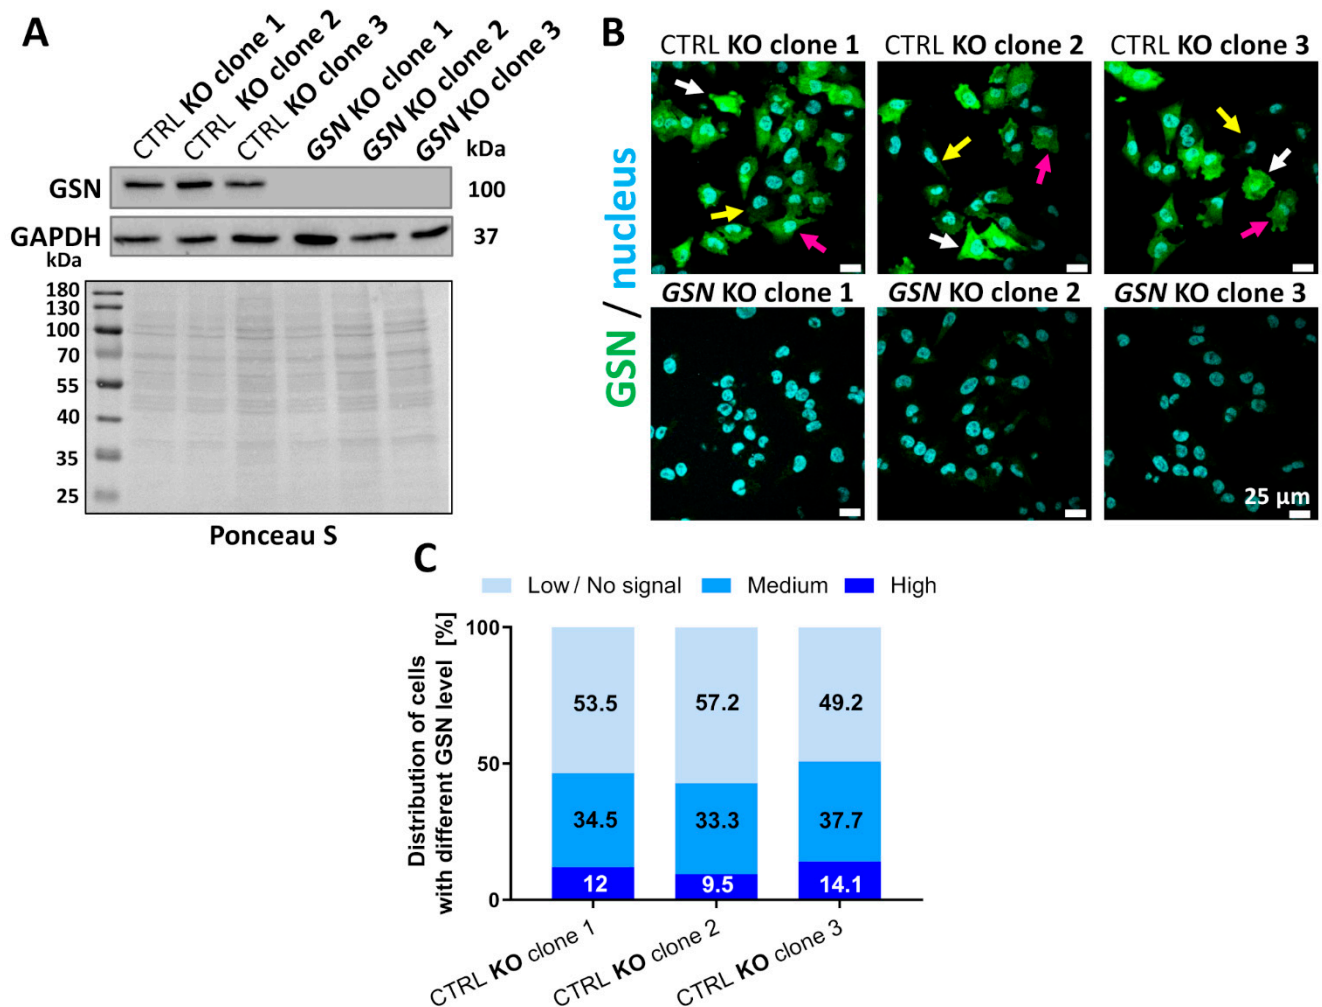 A
CTRL KO clone 1
CTRL KO clone 2
CTRL KO clone 3
GSN KO clone 1
GSN KO clone 2
GSN KO clone 3
kDa
GSN
100
GAPDH
37
kDa
180
130
100
70
55
40
35
25
Ponceau S
B
GSN / nucleus
CTRL KO clone 1
CTRL KO clone 2
CTRL KO clone 3
GSN KO clone 1
GSN KO clone 2
GSN KO clone 3
25 µm
C
Low / No signal
Medium
High
Distribution of cells
with different GSN level [%]
100
50
0
53.5
57.2
49.2
34.5
33.3
37.7
12
9.5
14.1
CTRL KO clone 1
CTRL KO clone 2
CTRL KO clone 3